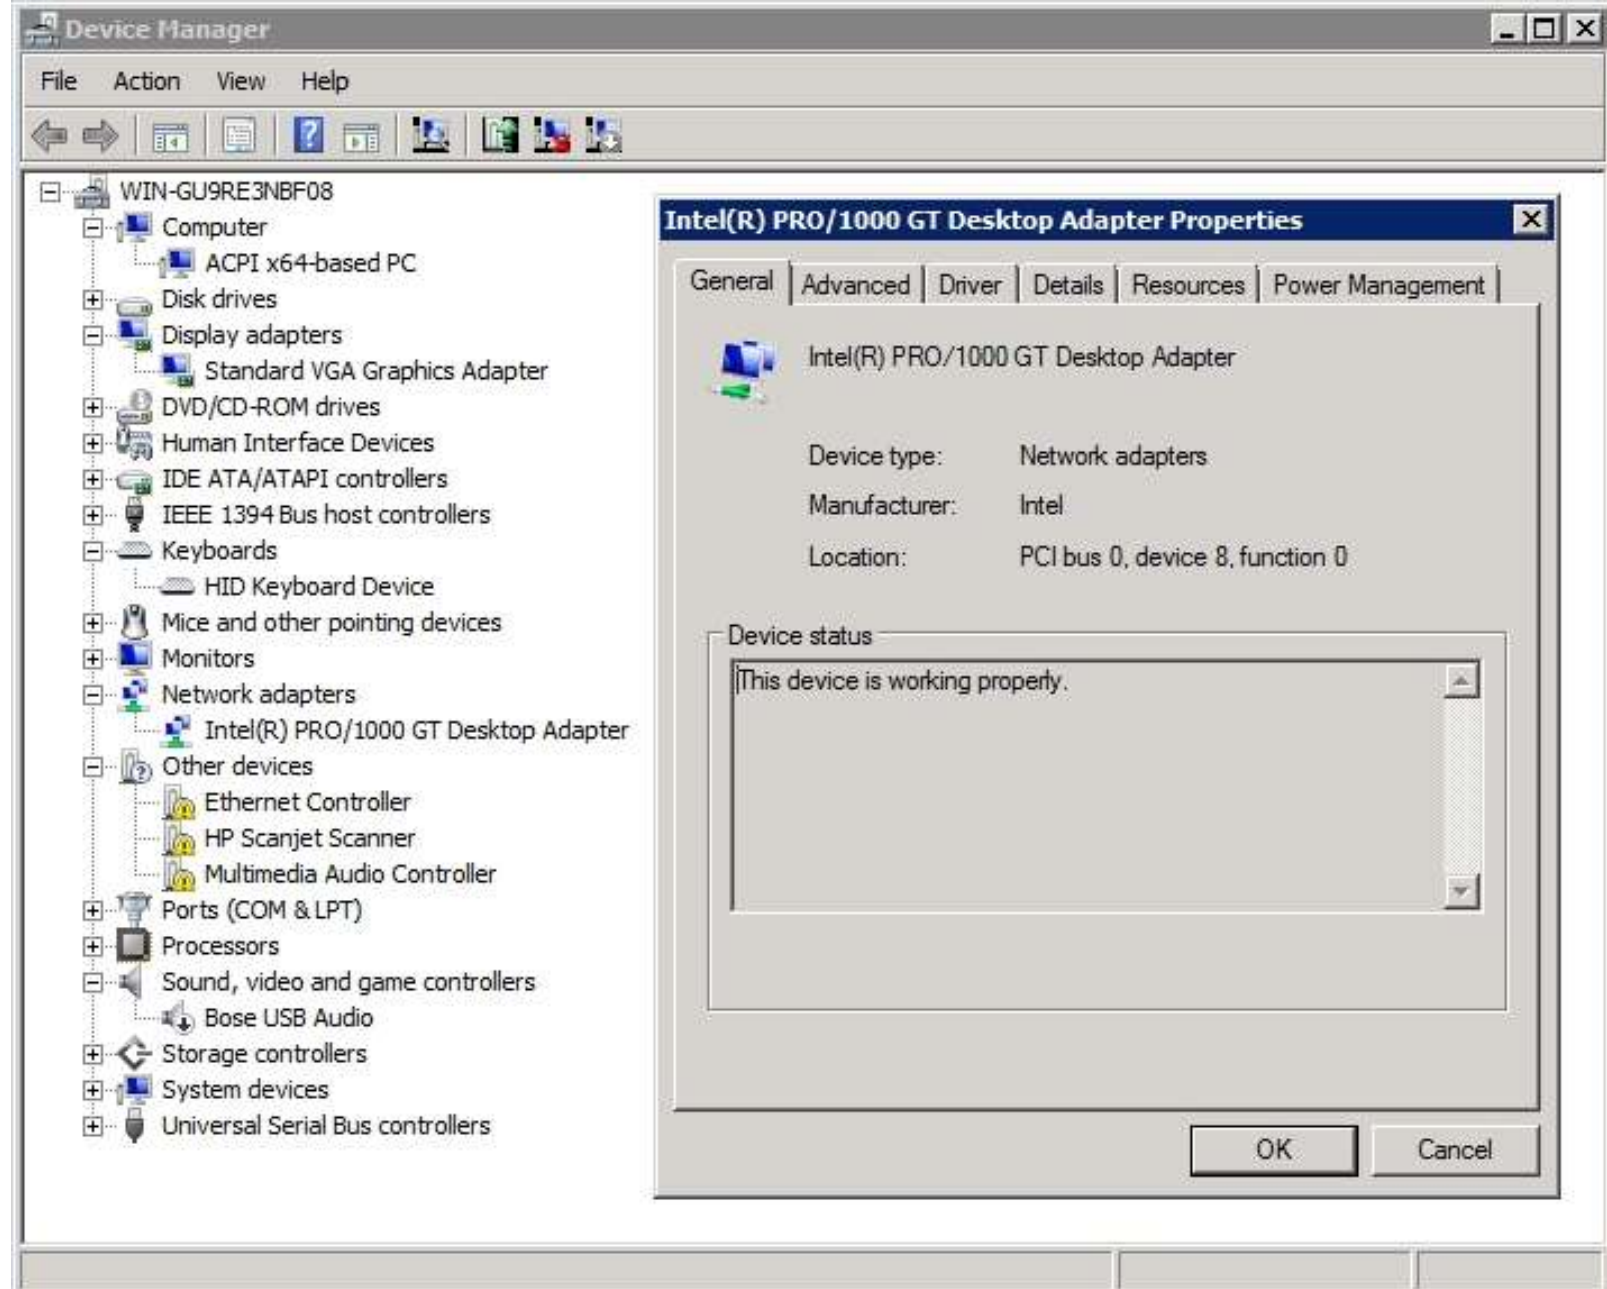 Device Manager
File Action View Help
WIN-GU9RE3NBF08
Computer
ACPI x64-based PC
Disk drives
Display adapters
Standard VGA Graphics Adapter
DVD/CD-ROM drives
Human Interface Devices
IDE ATA/ATAPI controllers
IEEE 1394 Bus host controllers
Keyboards
HID Keyboard Device
Mice and other pointing devices
Monitors
Network adapters
Intel(R) PRO/1000 GT Desktop Adapter
Other devices
Ethernet Controller
HP Scanjet Scanner
Multimedia Audio Controller
Ports (COM & LPT)
Processors
Sound, video and game controllers
Bose USB Audio
Storage controllers
System devices
Universal Serial Bus controllers
Intel(R) PRO/1000 GT Desktop Adapter Properties
General Advanced Driver Details Resources Power Management
Intel(R) PRO/1000 GT Desktop Adapter
Device type: Network adapters
Manufacturer: Intel
Location: PCI bus 0, device 8, function 0
Device status
This device is working properly.
OK Cancel